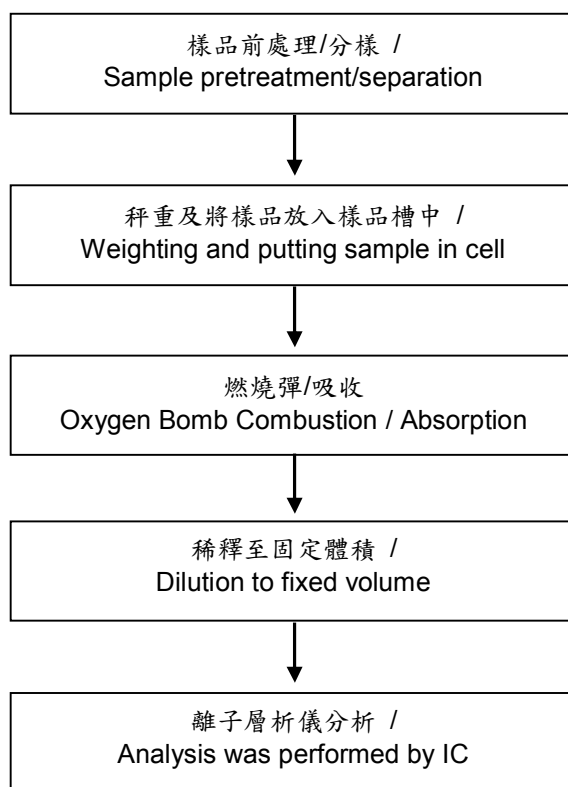 樣品前處理/分樣 /
Sample pretreatment/separation
秤重及將樣品放入樣品槽中 /
Weighting and putting sample in cell
燃燒彈/吸收
Oxygen Bomb Combustion / Absorption
稀釋至固定體積 /
Dilution to fixed volume
離子層析儀分析 /
Analysis was performed by IC